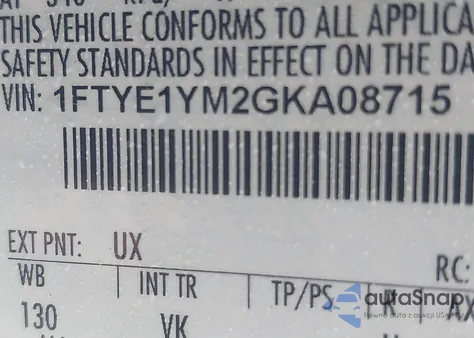 THIS VEHICLE CONFORMS TO ALL APPLICA
SAFETY STANDARDS IN EFFECT ON THE DA
VIN: 1FTYE1YM2GKA08715
EXT PNT: UX
RC:
WB INT TR TP/PS R
130 VK
autoSnap